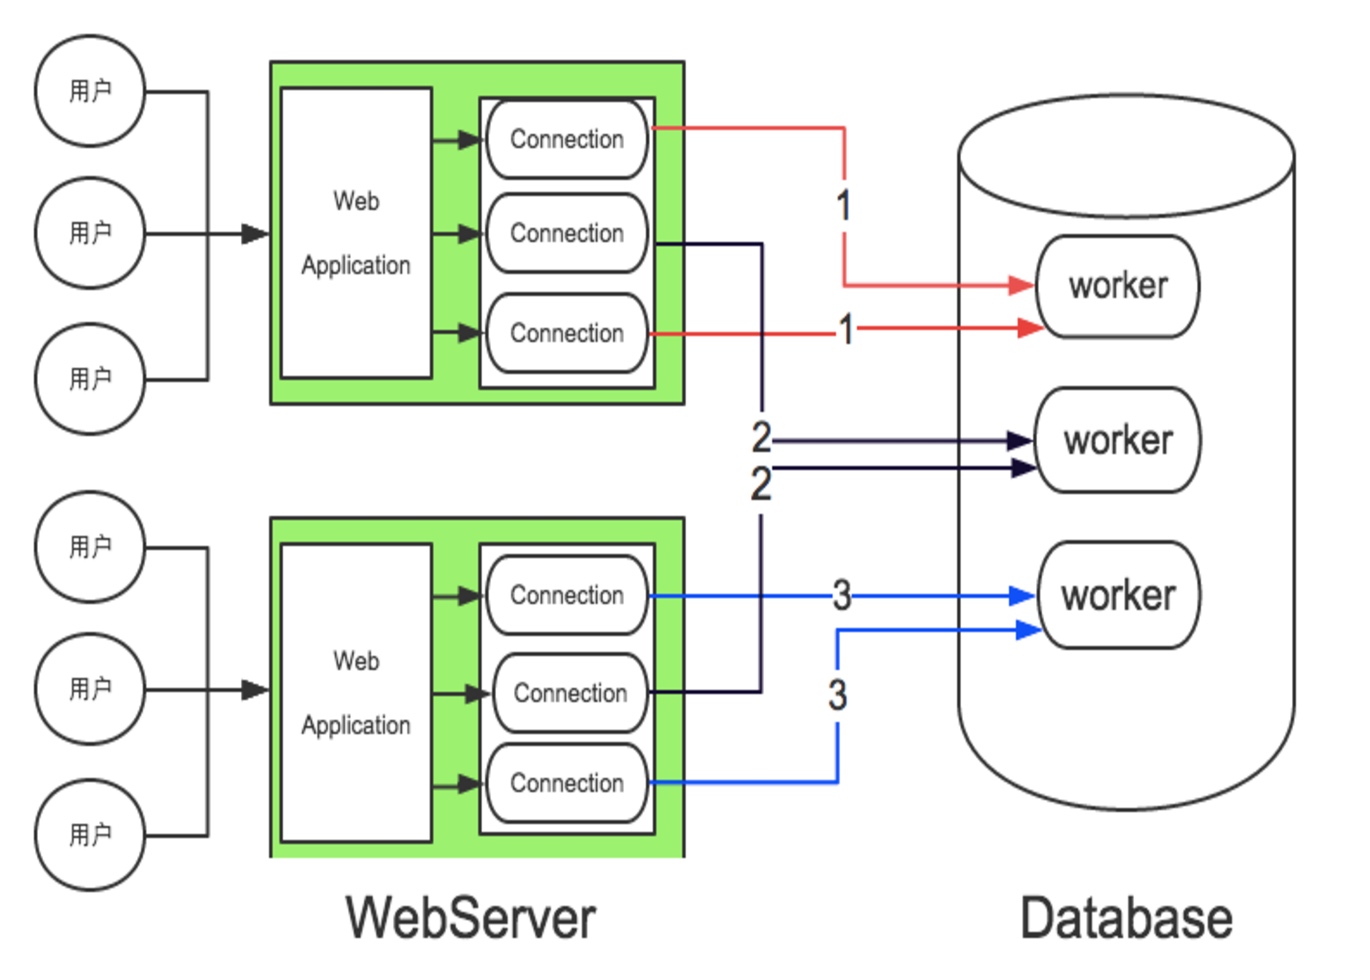 用户
用户
用户
Web
Application
Connection
Connection
Connection
1
1
worker
2
2
worker
用户
用户
用户
Web
Application
Connection
Connection
Connection
3
3
worker
WebServer
Database